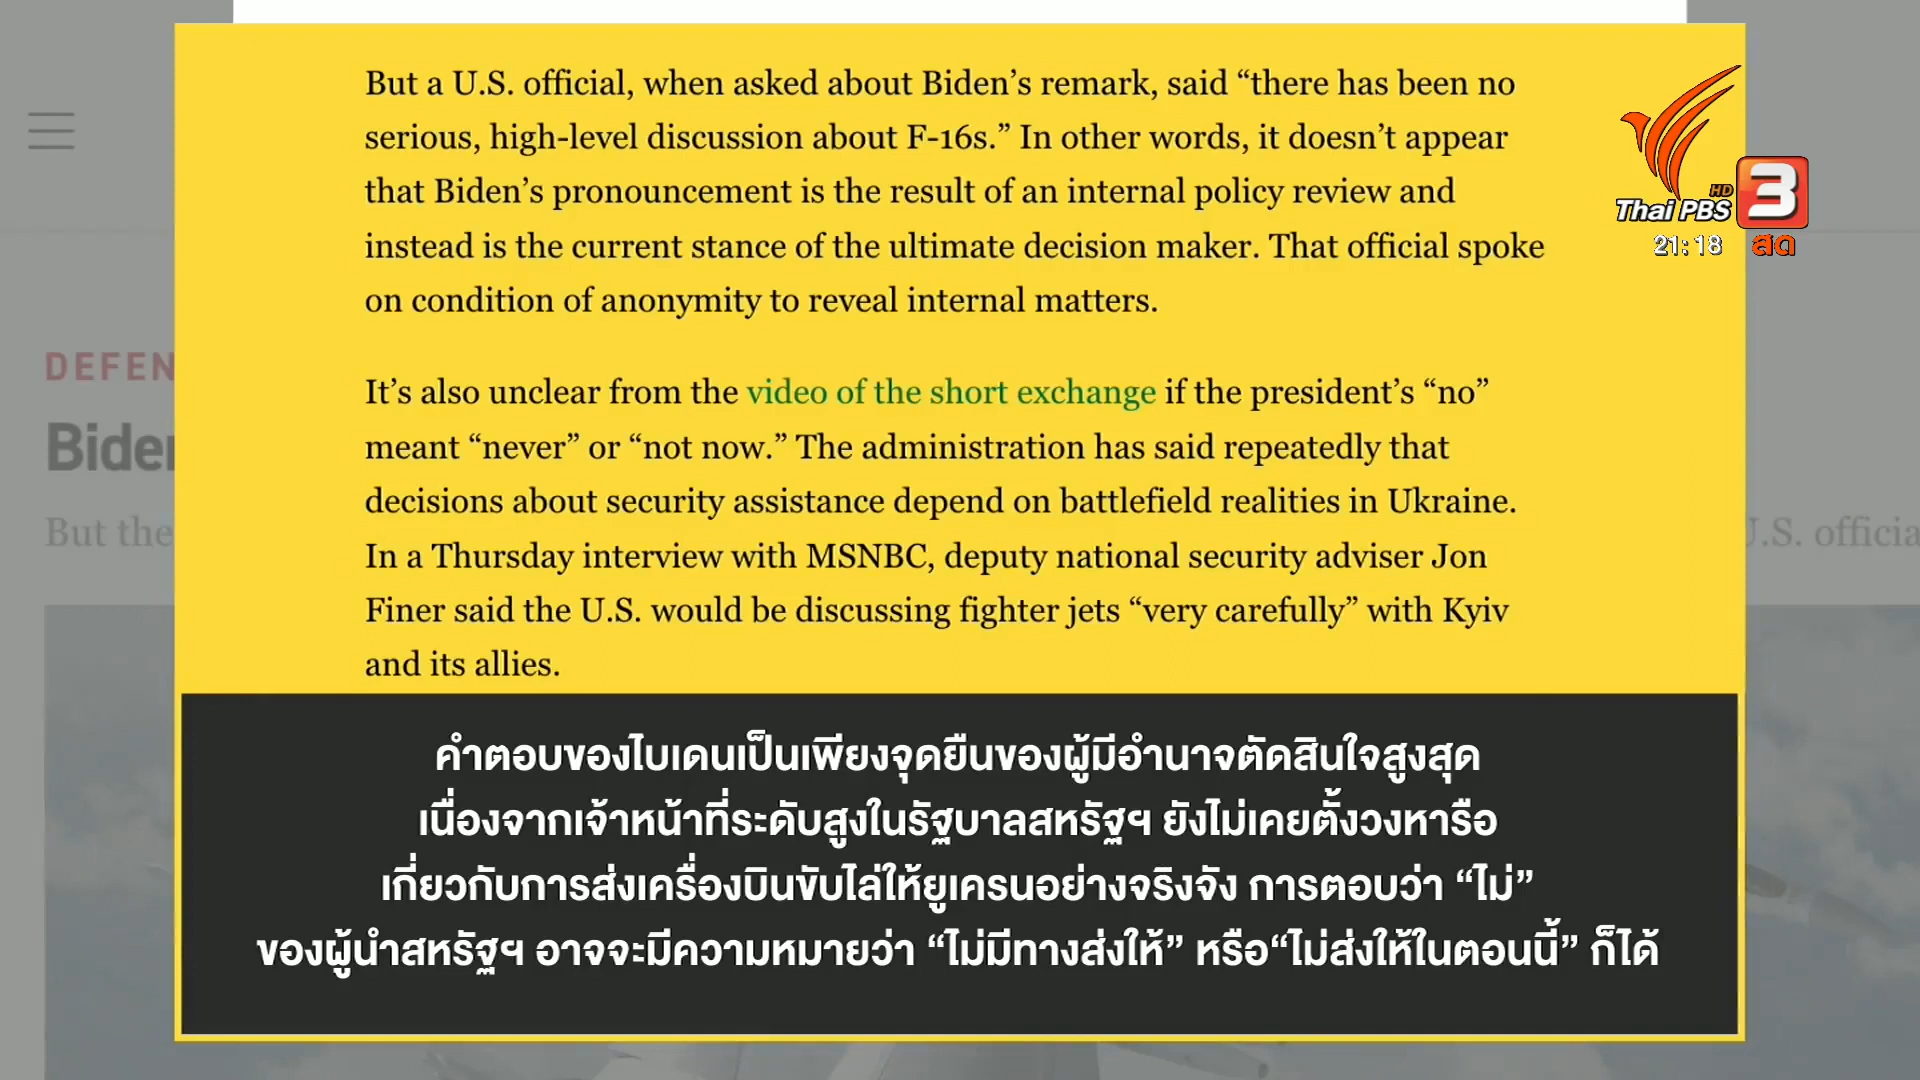 But a U.S. official, when asked about Biden’s remark, said “there has been no
serious, high-level discussion about F-16s.” In other words, it doesn’t appear
that Biden’s pronouncement is the result of an internal policy review and
instead is the current stance of the ultimate decision maker. That official spoke
on condition of anonymity to reveal internal matters.
It’s also unclear from the video of the short exchange if the president’s “no”
meant “never” or “not now.” The administration has said repeatedly that
decisions about security assistance depend on battlefield realities in Ukraine.
In a Thursday interview with MSNBC, deputy national security adviser Jon
Finer said the U.S. would be discussing fighter jets “very carefully” with Kyiv
and its allies.
คำตอบของไบเดนเป็นเพียงจุดยืนของผู้มีอำนาจตัดสินใจสูงสุด
เนื่องจากเจ้าหน้าที่ระดับสูงในรัฐบาลสหรัฐฯ ยังไม่เคยตั้งวงหารือ
เกี่ยวกับการส่งเครื่องบินขับไล่ให้ยูเครนอย่างจริงจัง การตอบว่า “ไม่”
ของผู้นำสหรัฐฯ อาจจะมีความหมายว่า “ไม่มีทางส่งให้” หรือ“ไม่ส่งให้ในตอนนี้” ก็ได้
HD
Thai PBS 3
21:18 สด
DEFEN
Biden
But the
U.S. officia